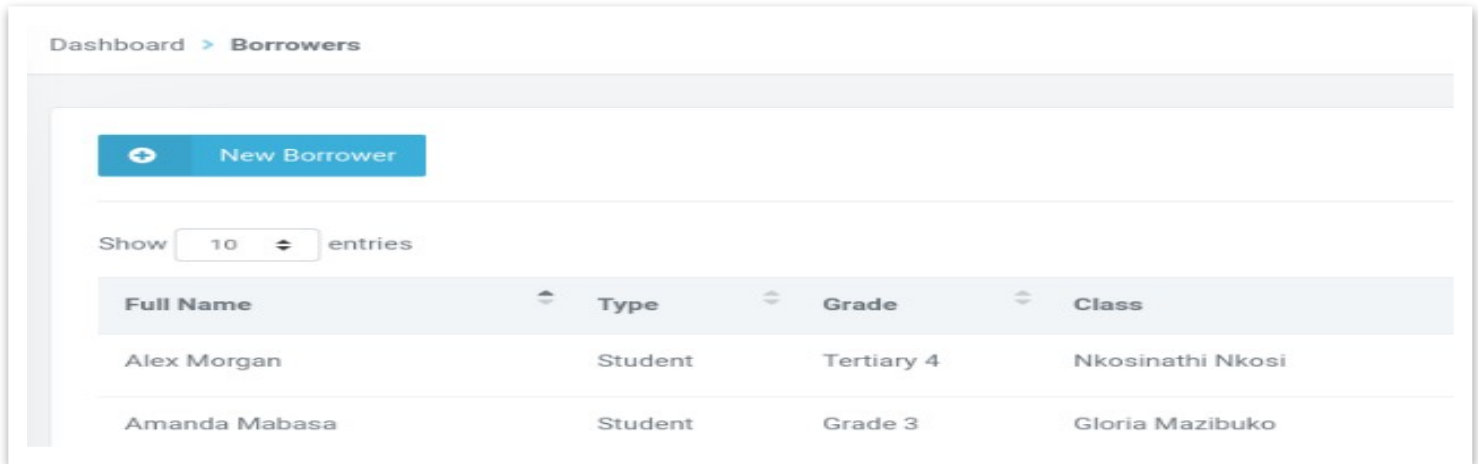 Dashboard > Borrowers
New Borrower
Show 10 entries
Full Name Type Grade Class
Alex Morgan Student Tertiary 4 Nkosinathi Nkosi
Amanda Mabasa Student Grade 3 Gloria Mazibuko